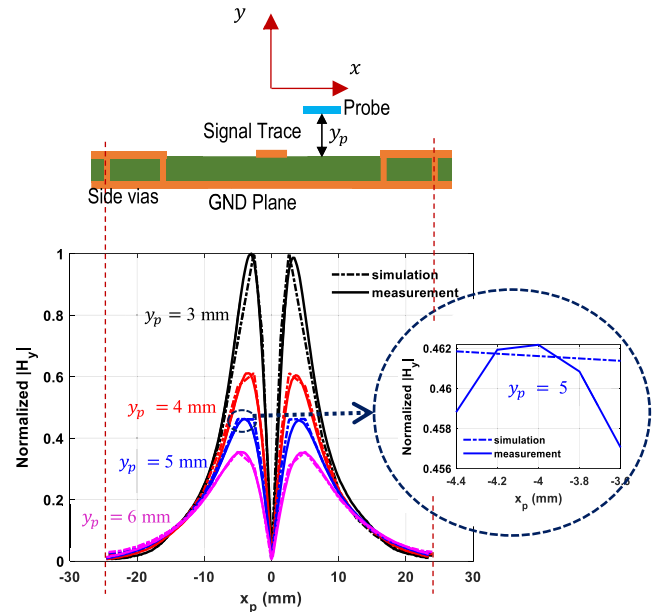 y
x
Probe
Signal Trace
y_p
Side vias
GND Plane
1
0.8
0.6
0.4
0.2
0
-30
-20
-10
0
10
20
30
Normalized |H_y|
x_p (mm)
simulation
measurement
y_p = 3 mm
y_p = 4 mm
y_p = 5 mm
y_p = 6 mm
0.462
0.46
0.458
0.456
-4.4
-4.2
-4
-3.8
-3.6
Normalized |H_y|
x_p (mm)
y_p = 5
simulation
measurement